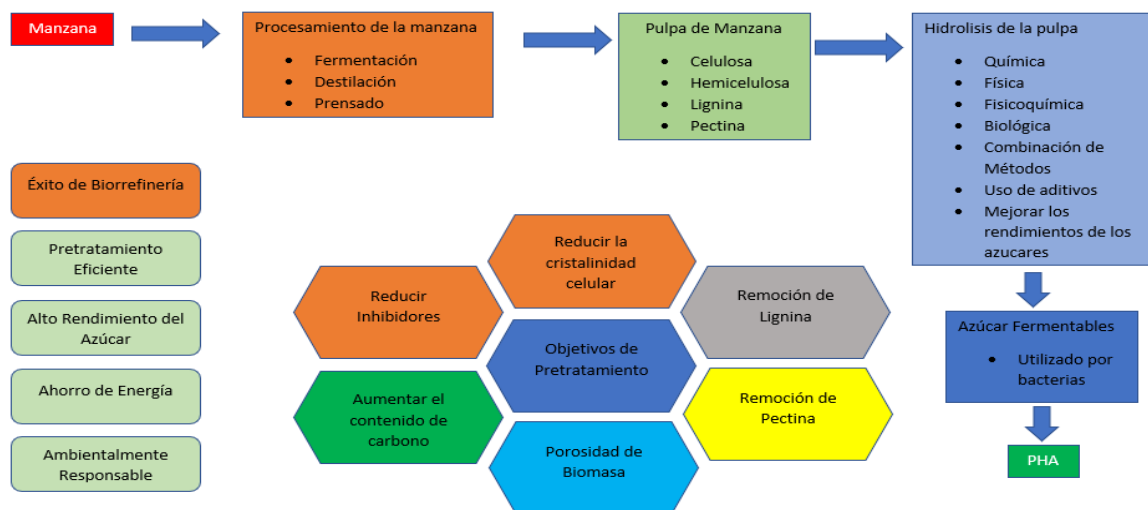 Manzana
Procesamiento de la manzana
Fermentación
Destilación
Prensado
Pulpa de Manzana
Celulosa
Hemicelulosa
Lignina
Pectina
Hidrolisis de la pulpa
Química
Física
Fisicoquímica
Biológica
Combinación de
Métodos
Uso de aditivos
Mejorar los
rendimientos de los
azucares
Azúcar Fermentables
Utilizado por
bacterias
PHA
Éxito de Biorrefinería
Pretratamiento
Eficiente
Alto Rendimiento del
Azúcar
Ahorro de Energía
Ambientalmente
Responsable
Reducir la
cristalinidad
celular
Reducir
Inhibidores
Remoción de
Lignina
Objetivos de
Pretratamiento
Aumentar el
contenido de
carbono
Remoción de
Pectina
Porosidad de
Biomasa